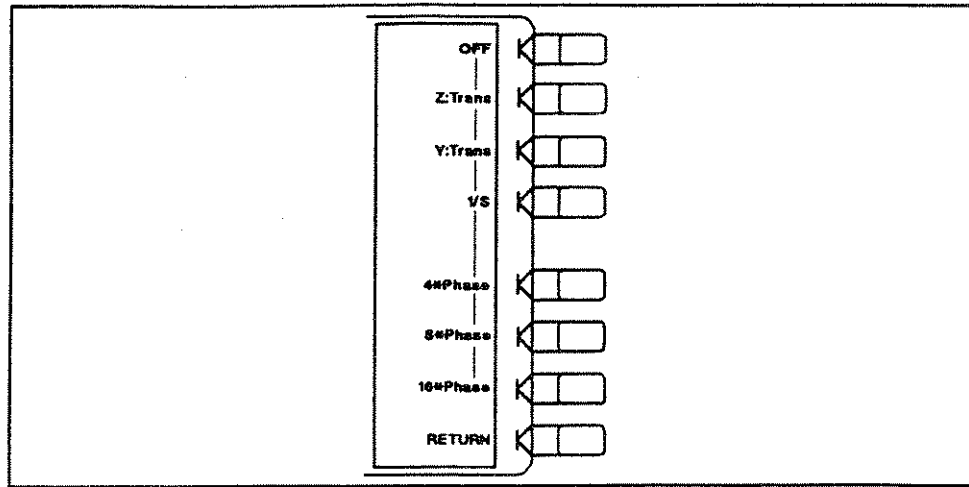 OFF
Z:Trans
Y:Trans
1/S
4*Phase
8*Phase
16*Phase
RETURN